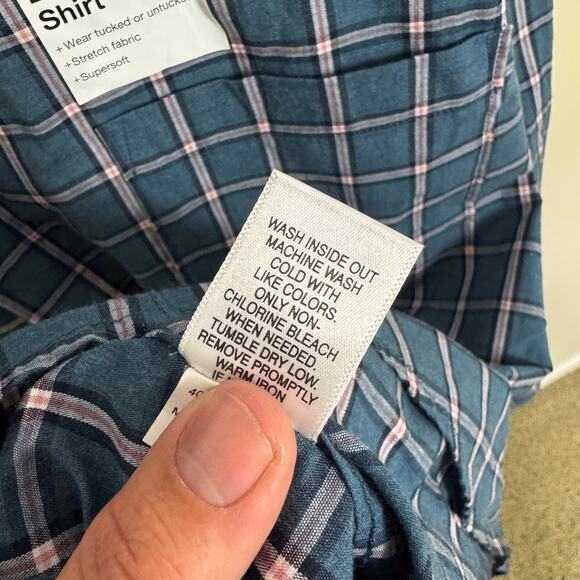 Shirt
+Wear tucked or untucked
+Stretch fabric
+Supersoft
WASH INSIDE OUT
MACHINE WASH
COLD WITH
LIKE COLORS.
ONLY NON-
CHLORINE BLEACH
WHEN NEEDED.
TUMBLE DRY LOW.
REMOVE PROMPTLY
WARM IRON
IF